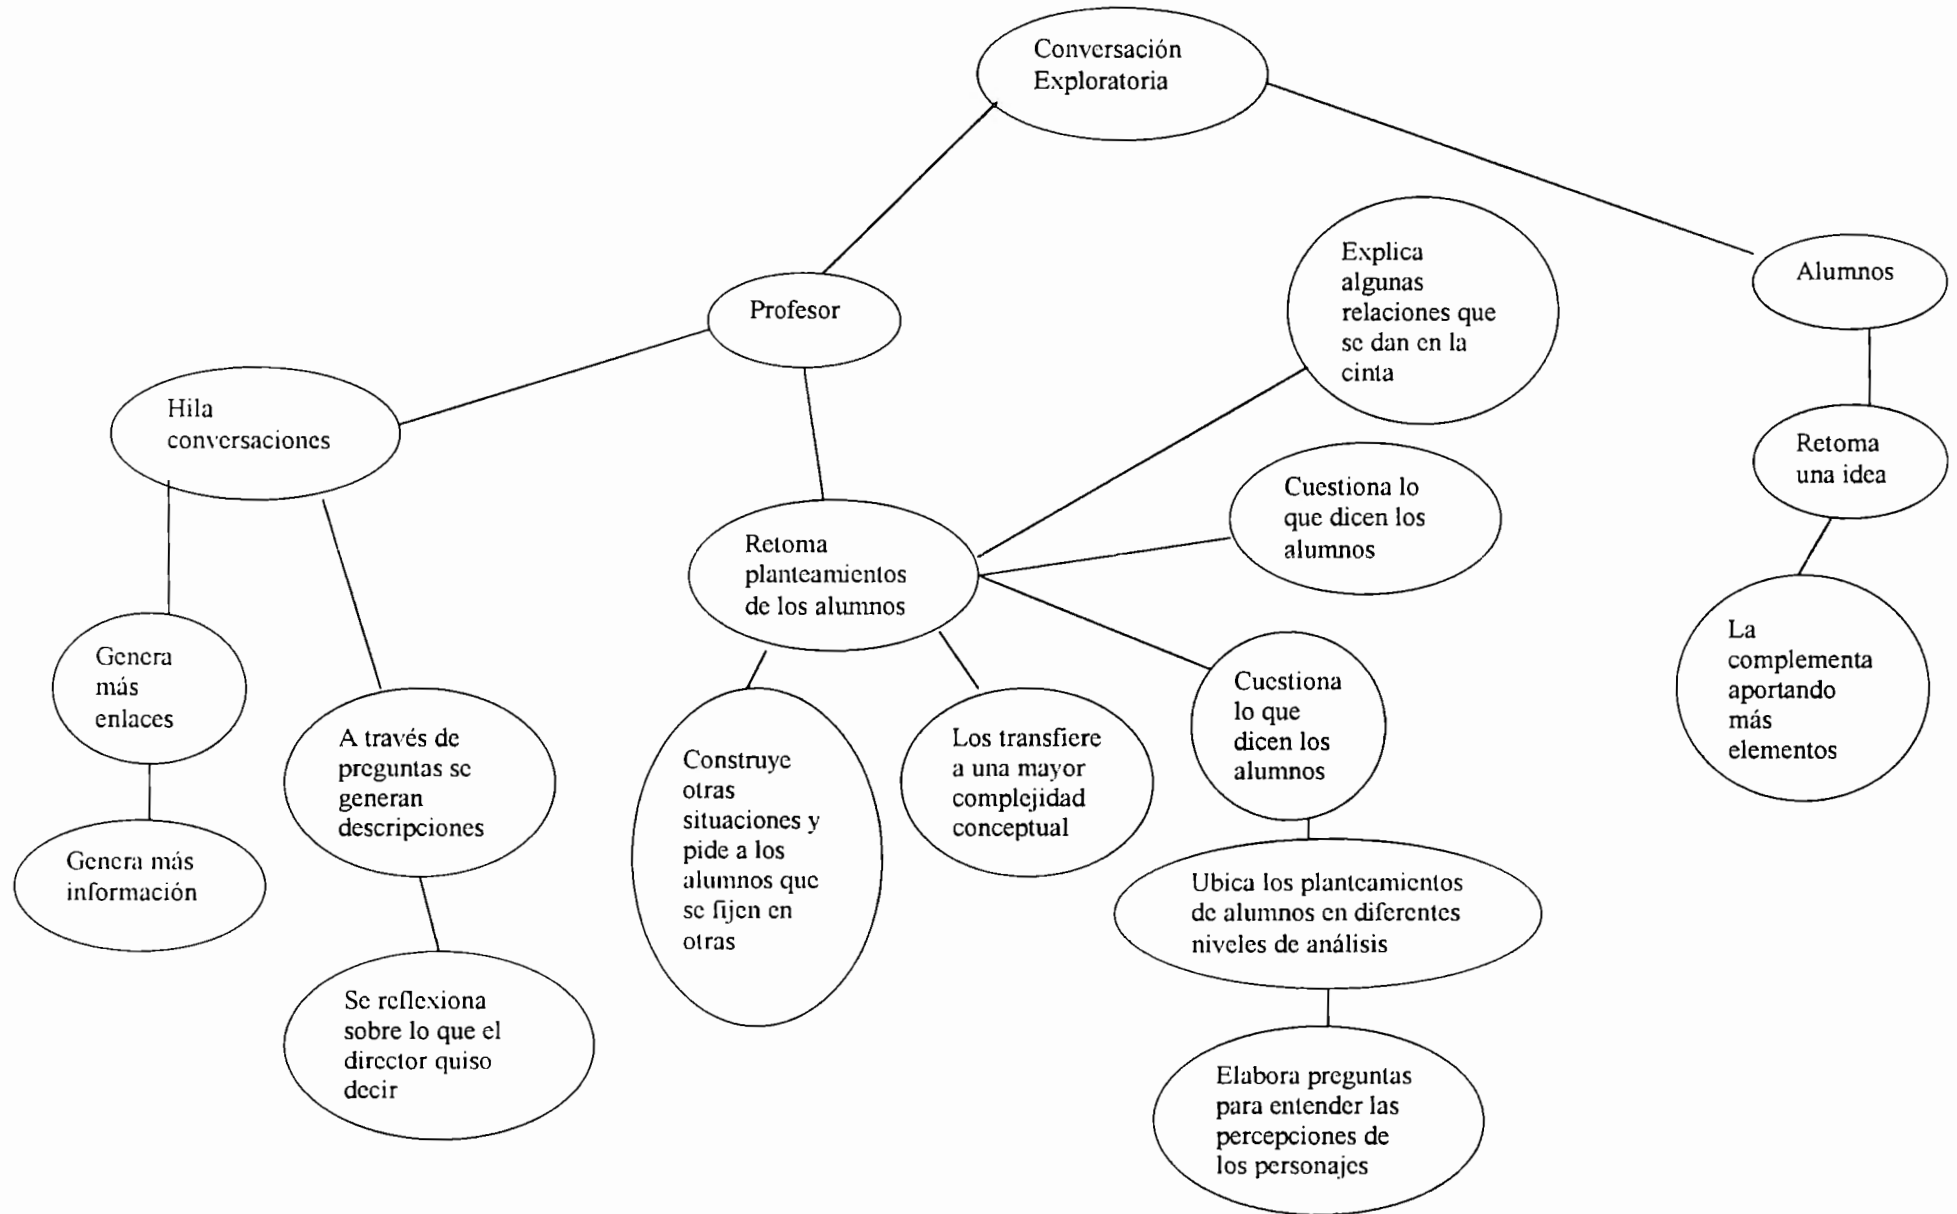 Conversación
Exploratoria
Profesor
Alumnos
Hila
conversaciones
Genera
más
enlaces
Genera más
información
A través de
preguntas se
generan
descripciones
Se reflexiona
sobre lo que el
director quiso
decir
Retoma
planteamientos
de los alumnos
Construye
otras
situaciones y
pide a los
alumnos que
se fijen en
otras
Los transfiere
a una mayor
complejidad
conceptual
Explica
algunas
relaciones que
se dan en la
cinta
Cuestiona lo
que dicen los
alumnos
Cuestiona
lo que
dicen los
alumnos
Ubica los planteamientos
de alumnos en diferentes
niveles de análisis
Elabora preguntas
para entender las
percepciones de
los personajes
Retoma
una idea
La
complementa
aportando
más
elementos